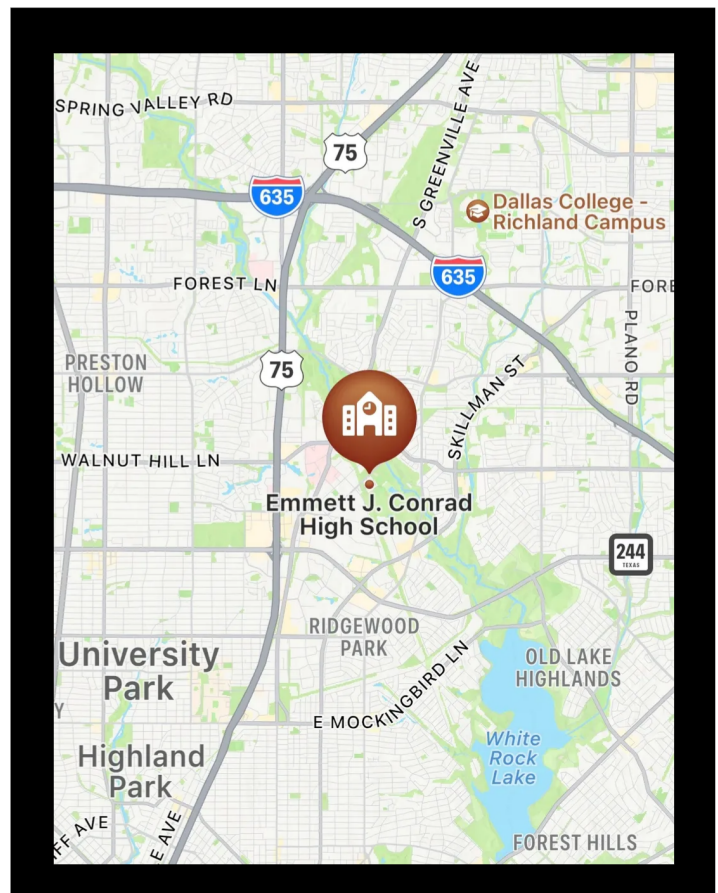 SPRING VALLEY RD
75
S GREENVILLE AVE
635
Dallas College -
Richland Campus
635
FOREST LN
FORE
PLANO RD
PRESTON
HOLLOW
75
SKILLMAN ST
WALNUT HILL LN
Emmett J. Conrad
High School
244
TEXAS
RIDGEWOOD
PARK
University
Park
OLD LAKE
HIGHLANDS
Y
E MOCKINGBIRD LN
White
Rock
Lake
Highland
Park
FF AVE
E AVE
FOREST HILLS